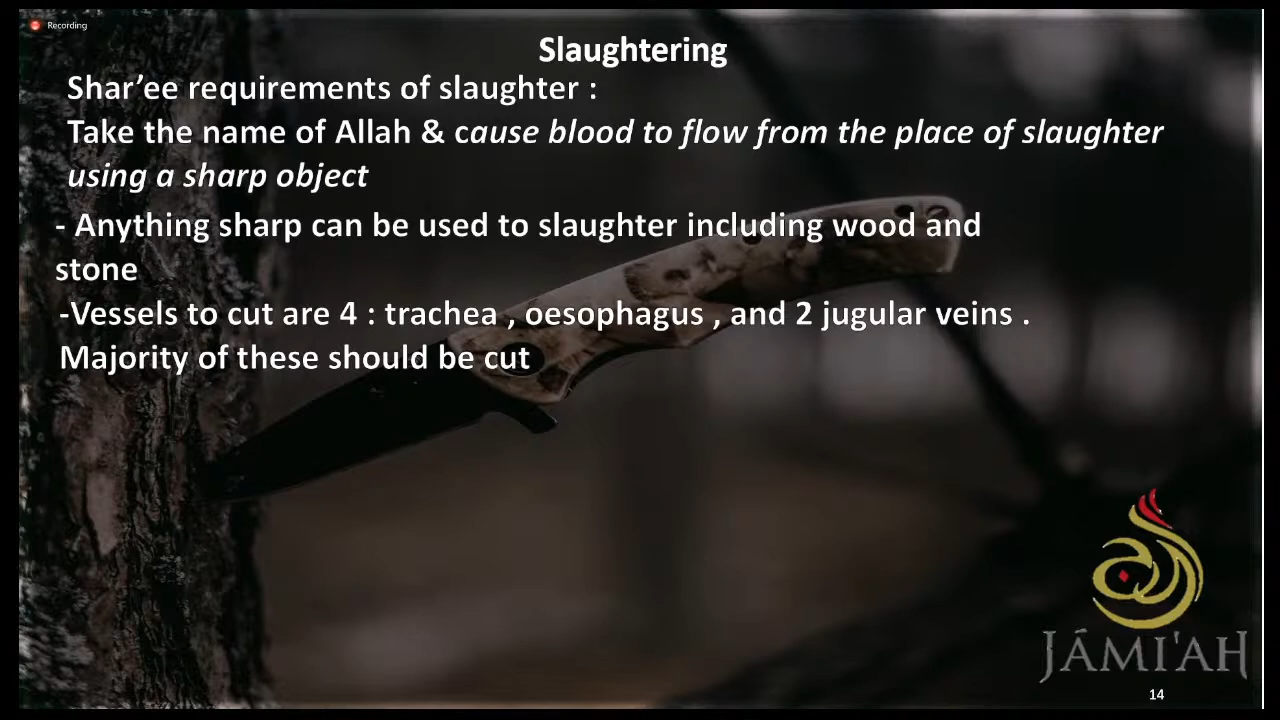 Recording
Slaughtering
Shar’ee requirements of slaughter :
Take the name of Allah & cause blood to flow from the place of slaughter
using a sharp object
- Anything sharp can be used to slaughter including wood and
stone
-Vessels to cut are 4 : trachea , oesophagus , and 2 jugular veins .
Majority of these should be cut
JÁMI'AH
14